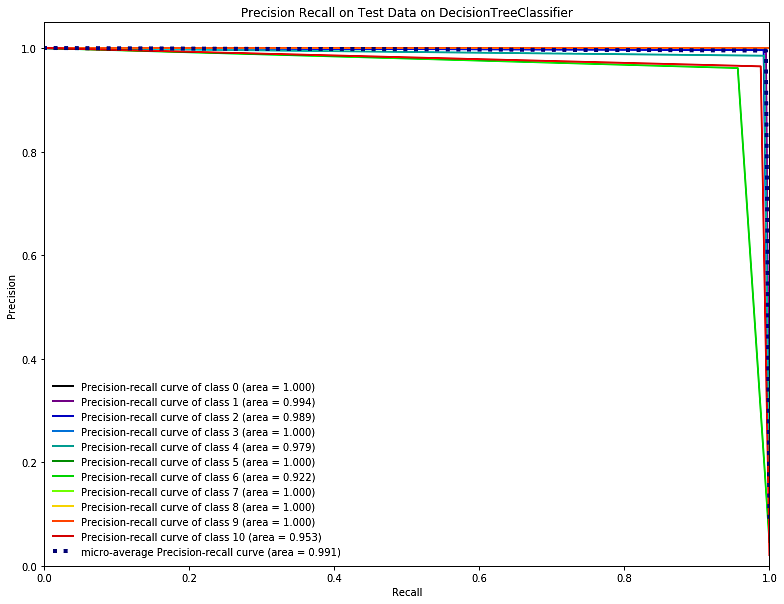 Precision Recall on Test Data on DecisionTreeClassifier
1.0
0.8
0.6
0.4
0.2
0.0
Precision
Precision-recall curve of class 0 (area = 1.000)
Precision-recall curve of class 1 (area = 0.994)
Precision-recall curve of class 2 (area = 0.989)
Precision-recall curve of class 3 (area = 1.000)
Precision-recall curve of class 4 (area = 0.979)
Precision-recall curve of class 5 (area = 1.000)
Precision-recall curve of class 6 (area = 0.922)
Precision-recall curve of class 7 (area = 1.000)
Precision-recall curve of class 8 (area = 1.000)
Precision-recall curve of class 9 (area = 1.000)
Precision-recall curve of class 10 (area = 0.953)
micro-average Precision-recall curve (area = 0.991)
0.0 0.2 0.4 0.6 0.8 1.0
Recall